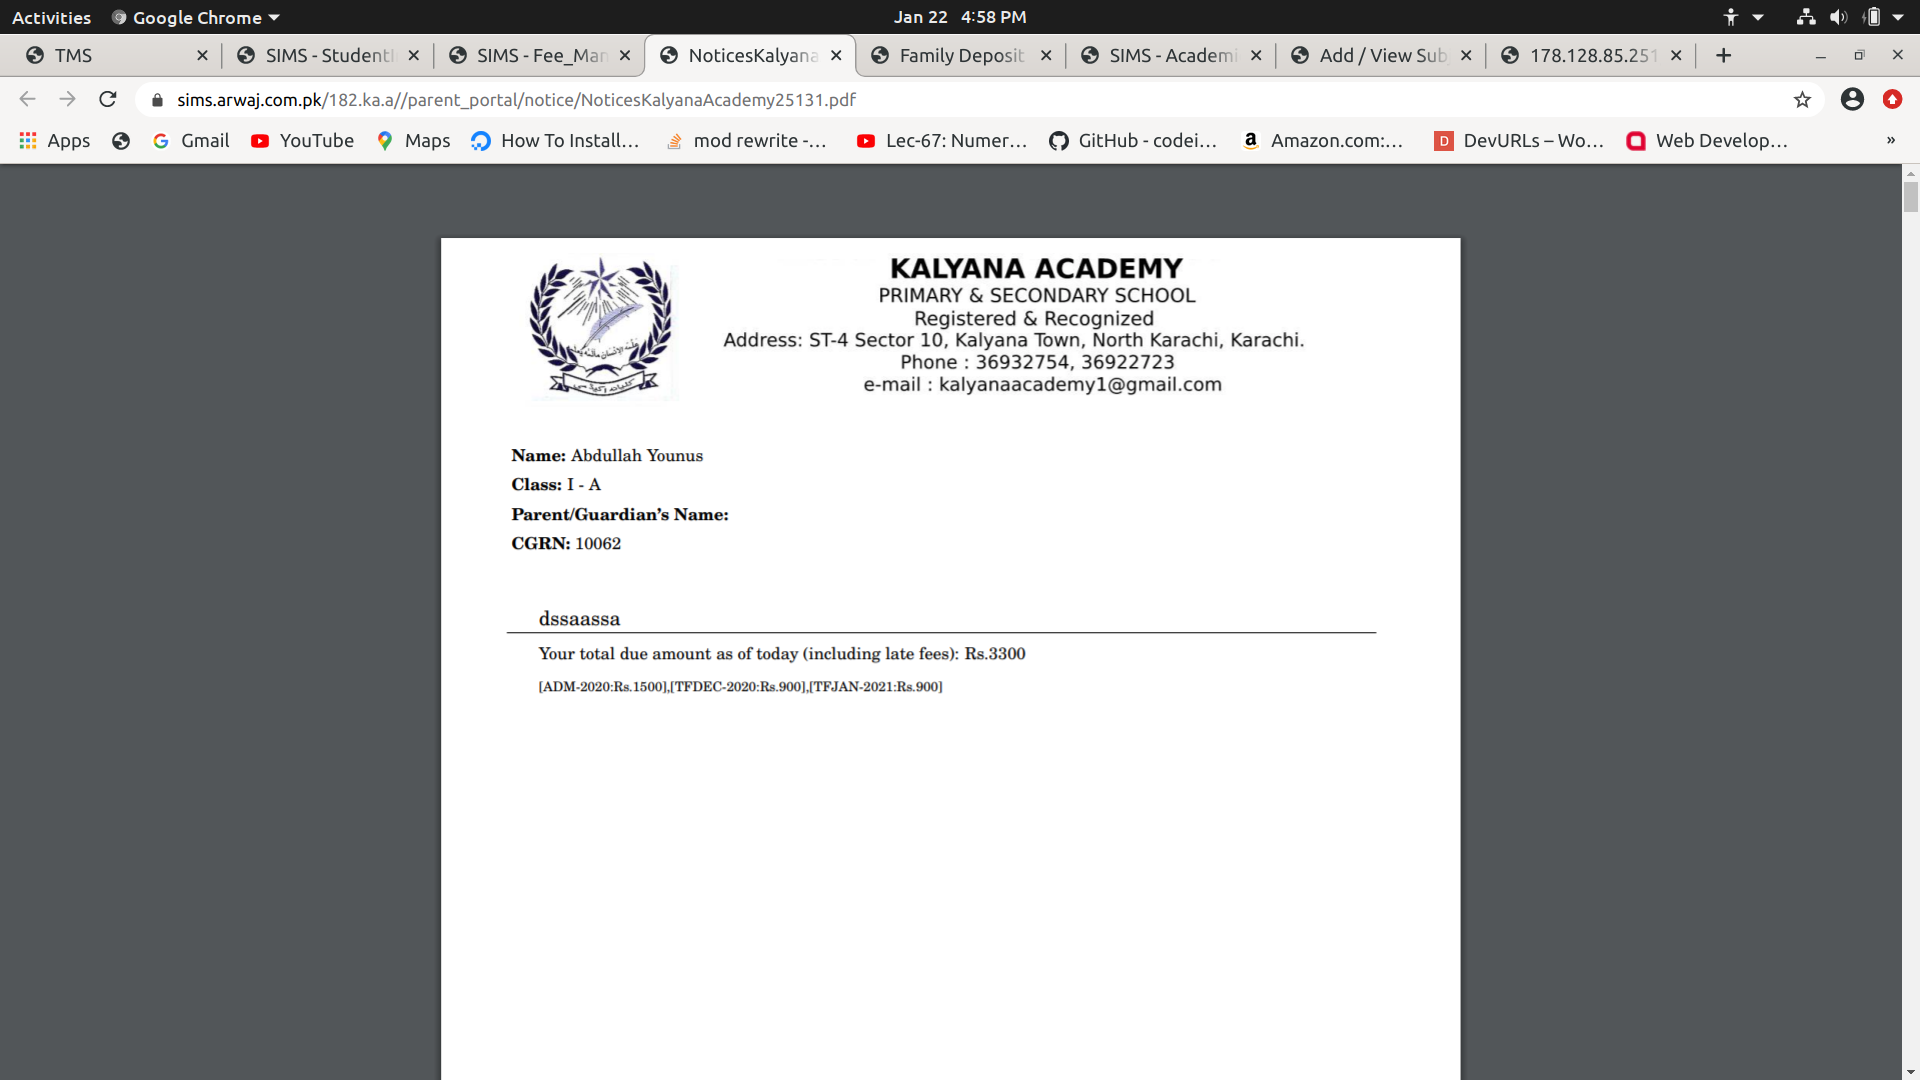 Activities Google Chrome Jan 22 4:58 PM
TMS SIMS - StudentI SIMS - Fee_Man NoticesKalyana Family Deposit SIMS - Academi Add / View Sub 178.128.85.251
sims.arwaj.com.pk/182.ka.a//parent_portal/notice/NoticesKalyanaAcademy25131.pdf
Apps Gmail YouTube Maps How To Install... mod rewrite -... Lec-67: Numer... GitHub - codei... Amazon.com:... DevURLs – Wo... Web Develop... »
KALYANA ACADEMY
PRIMARY & SECONDARY SCHOOL
Registered & Recognized
Address: ST-4 Sector 10, Kalyana Town, North Karachi, Karachi.
Phone : 36932754, 36922723
e-mail : kalyanaacademy1@gmail.com
Name: Abdullah Younus
Class: I - A
Parent/Guardian's Name:
CGRN: 10062
dssaassa
Your total due amount as of today (including late fees): Rs.3300
[ADM-2020:Rs.1500],[TFDEC-2020:Rs.900],[TFJAN-2021:Rs.900]